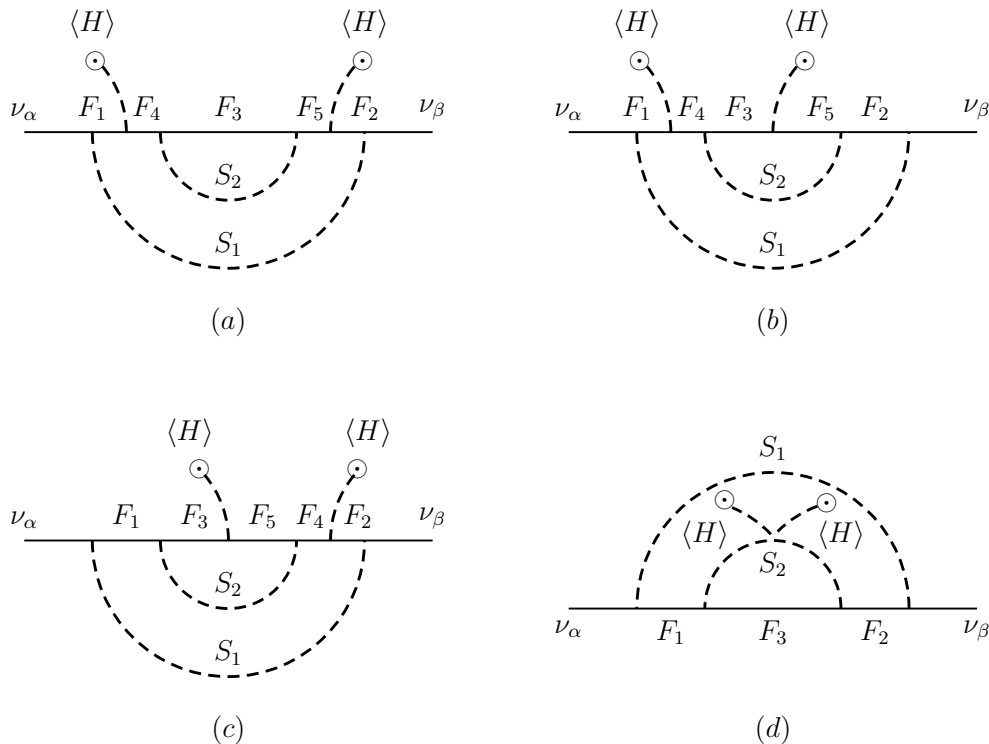 ⟨H⟩ ⟨H⟩
ν_α F_1 F_4 F_3 F_5 F_2 ν_β
S_2
S_1
(a)
⟨H⟩ ⟨H⟩
ν_α F_1 F_4 F_3 F_5 F_2 ν_β
S_2
S_1
(b)
⟨H⟩ ⟨H⟩
ν_α F_1 F_3 F_5 F_4 F_2 ν_β
S_2
S_1
(c)
S_1
⟨H⟩ ⟨H⟩
S_2
ν_α F_1 F_3 F_2 ν_β
(d)